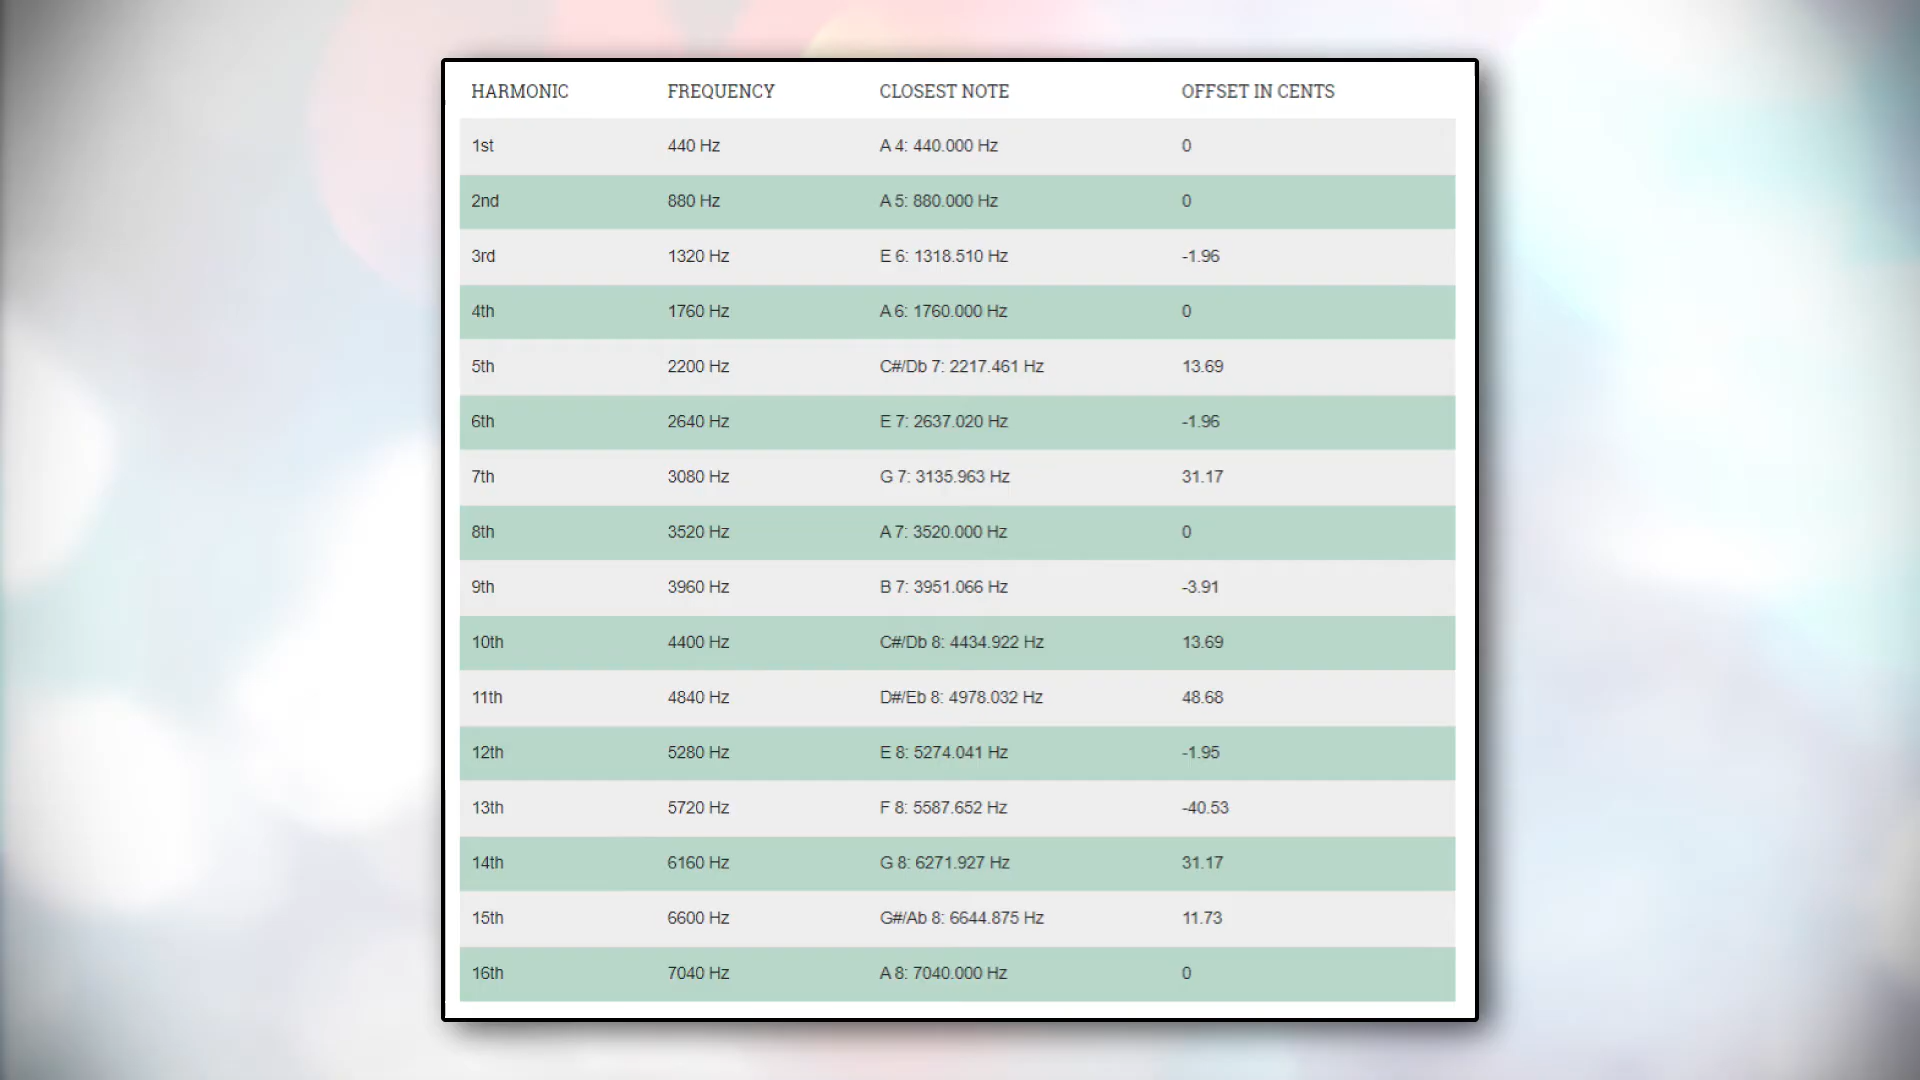 HARMONIC FREQUENCY CLOSEST NOTE OFFSET IN CENTS
1st 440 Hz A 4: 440.000 Hz 0
2nd 880 Hz A 5: 880.000 Hz 0
3rd 1320 Hz E 6: 1318.510 Hz -1.96
4th 1760 Hz A 6: 1760.000 Hz 0
5th 2200 Hz C#/Db 7: 2217.461 Hz 13.69
6th 2640 Hz E 7: 2637.020 Hz -1.96
7th 3080 Hz G 7: 3135.963 Hz 31.17
8th 3520 Hz A 7: 3520.000 Hz 0
9th 3960 Hz B 7: 3951.066 Hz -3.91
10th 4400 Hz C#/Db 8: 4434.922 Hz 13.69
11th 4840 Hz D#/Eb 8: 4978.032 Hz 48.68
12th 5280 Hz E 8: 5274.041 Hz -1.95
13th 5720 Hz F 8: 5587.652 Hz -40.53
14th 6160 Hz G 8: 6271.927 Hz 31.17
15th 6600 Hz G#/Ab 8: 6644.875 Hz 11.73
16th 7040 Hz A 8: 7040.000 Hz 0